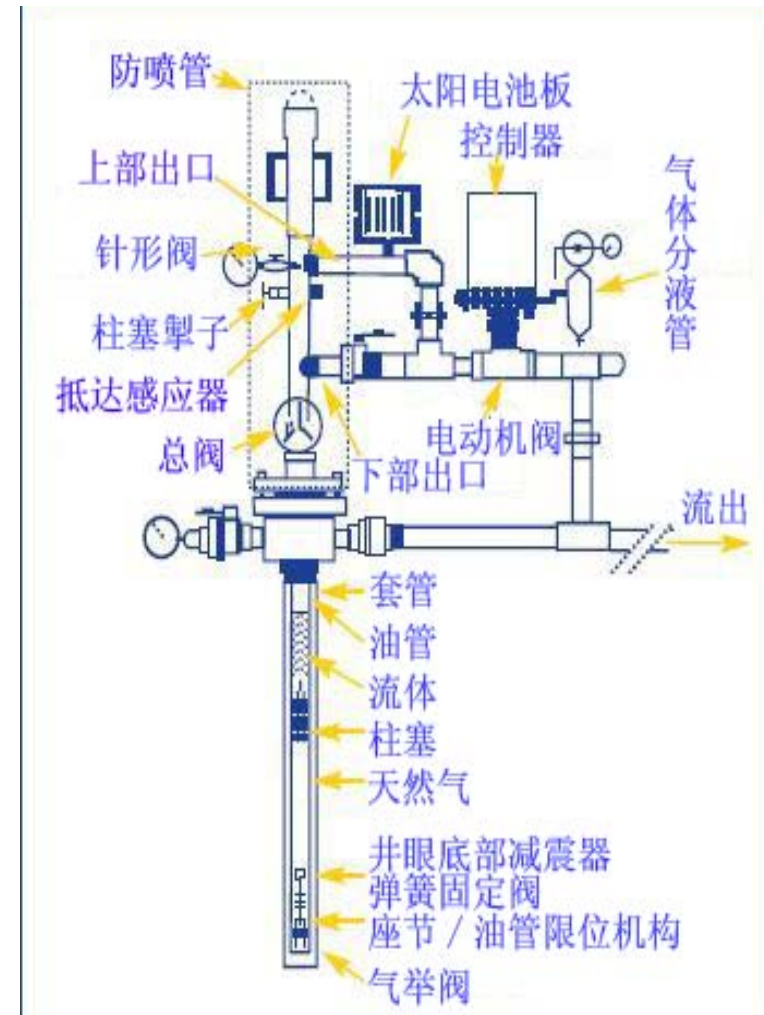 防喷管
太阳电池板
控制器
上部出口
气体分液管
针形阀
柱塞掣子
抵达感应器
总阀
电动机阀
下部出口
流出
套管
油管
流体
柱塞
天然气
井眼底部减震器
弹簧固定阀
座节/油管限位机构
气举阀